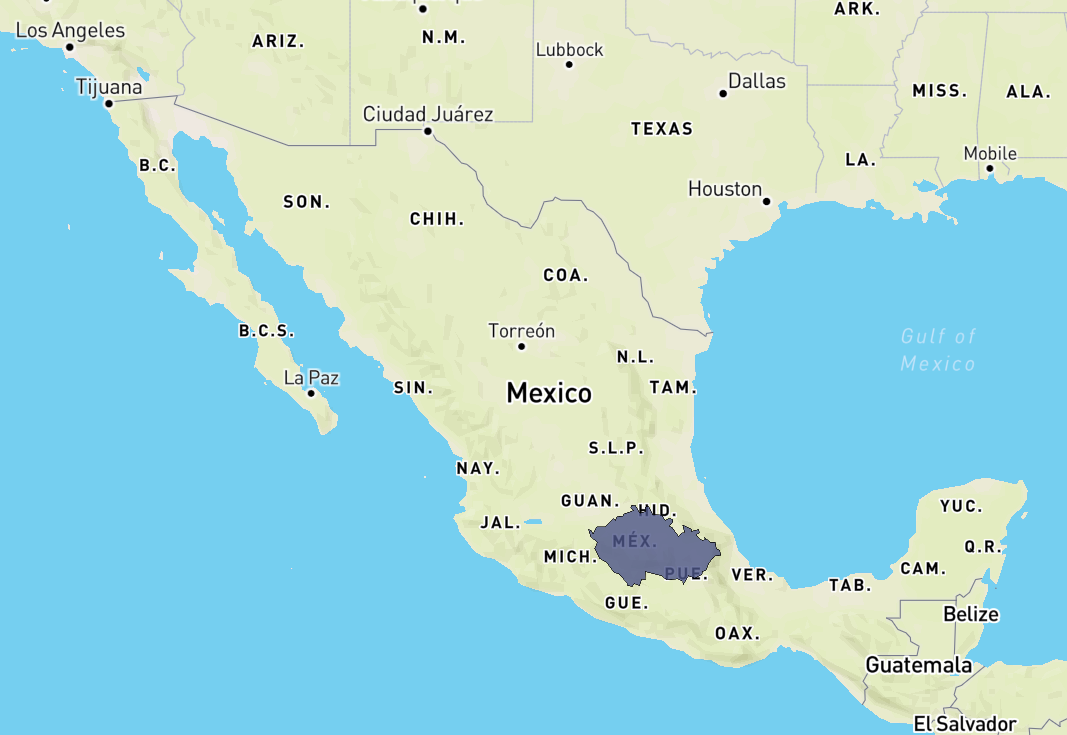 ARK.
Los Angeles
ARIZ.
N.M.
Lubbock
Dallas
Tijuana
MISS.
ALA.
Ciudad Juárez
TEXAS
Mobile
LA.
B.C.
Houston
SON.
CHIH.
COA.
B.C.S.
Torreón
Gulf of
Mexico
N.L.
La Paz
SIN.
Mexico
TAM.
S.L.P.
NAY.
GUAN.
HID.
YUC.
JAL.
MÉX.
Q.R.
MICH.
PUE.
VER.
CAM.
TAB.
GUE.
Belize
OAX.
Guatemala
El Salvador